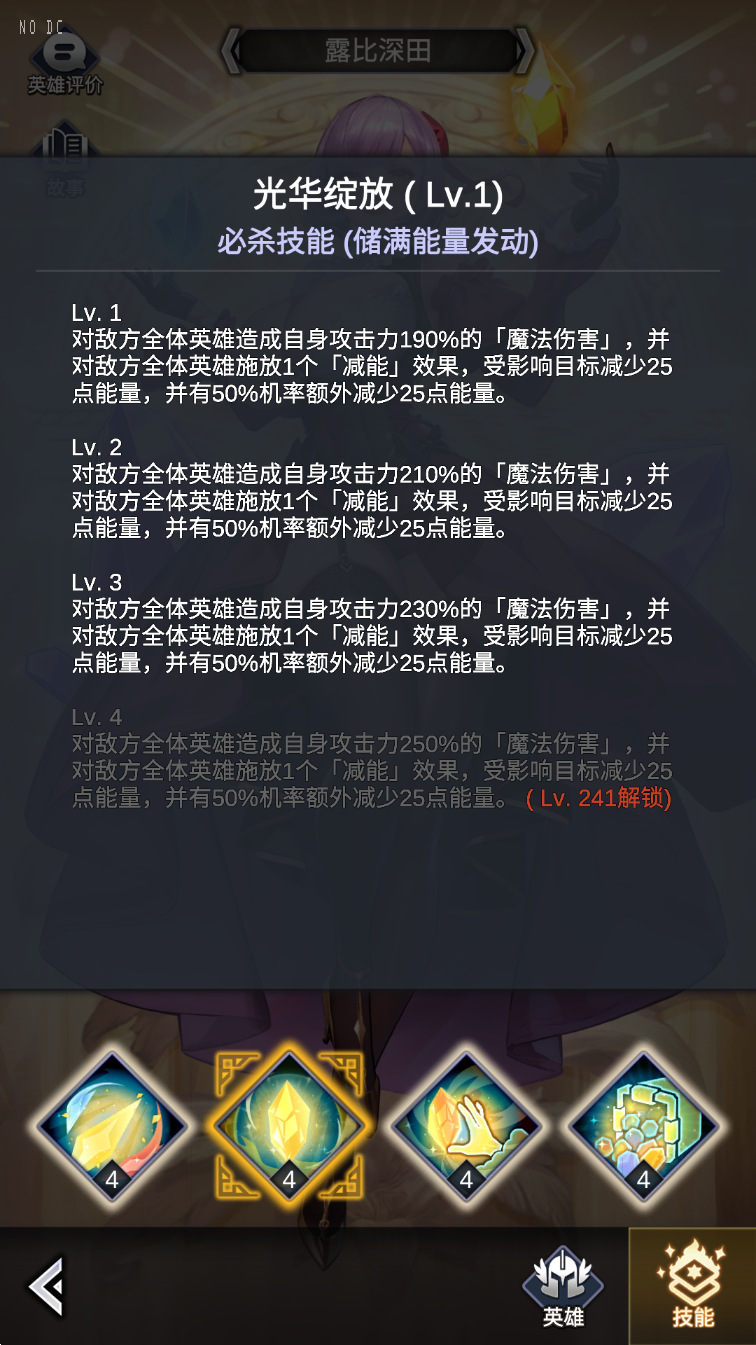 NO DC
露比深田
英雄评价
故事
光华绽放 ( Lv.1)
必杀技能 (储满能量发动)
Lv. 1
对敌方全体英雄造成自身攻击力190%的「魔法伤害」，并
对敌方全体英雄施放1个「减能」效果，受影响目标减少25
点能量，并有50%机率额外减少25点能量。
Lv. 2
对敌方全体英雄造成自身攻击力210%的「魔法伤害」，并
对敌方全体英雄施放1个「减能」效果，受影响目标减少25
点能量，并有50%机率额外减少25点能量。
Lv. 3
对敌方全体英雄造成自身攻击力230%的「魔法伤害」，并
对敌方全体英雄施放1个「减能」效果，受影响目标减少25
点能量，并有50%机率额外减少25点能量。
Lv. 4
对敌方全体英雄造成自身攻击力250%的「魔法伤害」，并
对敌方全体英雄施放1个「减能」效果，受影响目标减少25
点能量，并有50%机率额外减少25点能量。 ( Lv. 241解锁)
4 4 4 4
英雄 技能